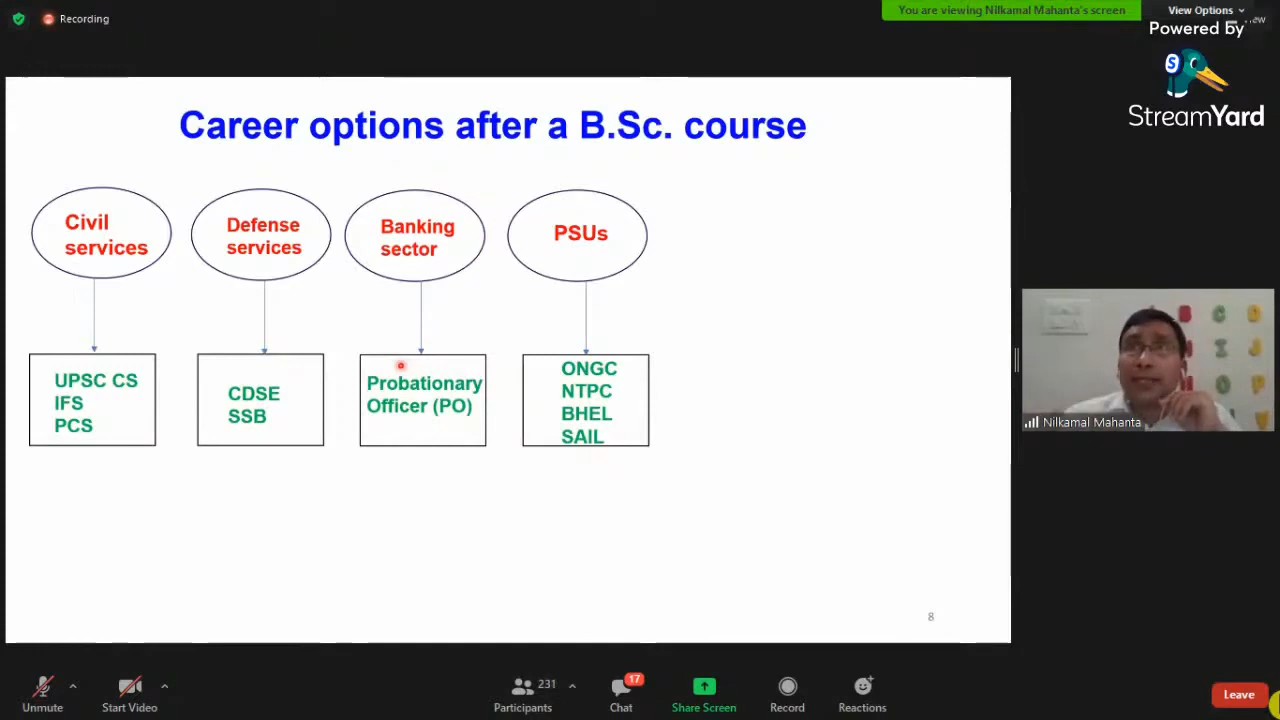 Recording
You are viewing Nilkamal Mahanta's screen
View Options
View
Powered by
StreamYard
Career options after a B.Sc. course
Civil
services
Defense
services
Banking
sector
PSUs
UPSC CS
IFS
PCS
CDSE
SSB
Probationary
Officer (PO)
ONGC
NTPC
BHEL
SAIL
8
Nilkamal Mahanta
Unmute
Start Video
231
Participants
17
Chat
Share Screen
Record
Reactions
Leave